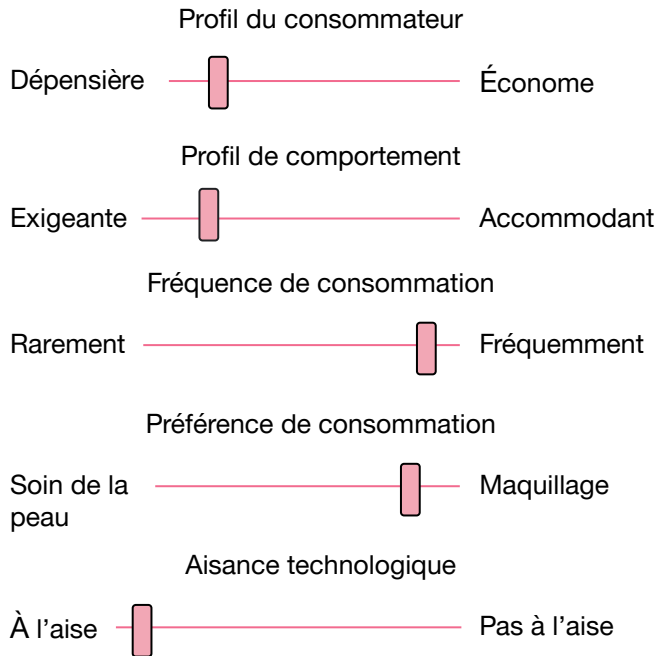 Profil du consommateur
Dépensière
Économe
Profil de comportement
Exigeante
Accommodant
Fréquence de consommation
Rarement
Fréquemment
Préférence de consommation
Soin de la
peau
Maquillage
Aisance technologique
À l’aise
Pas à l’aise